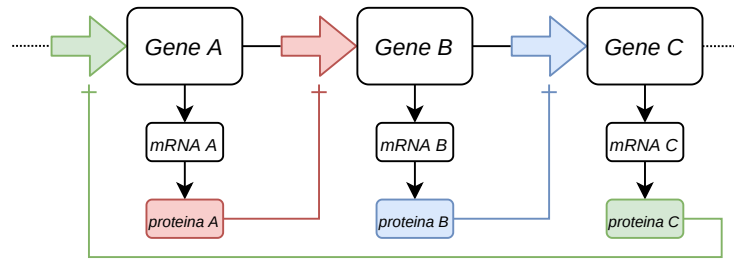 Gene A
Gene B
Gene C
mRNA A
mRNA B
mRNA C
proteina A
proteina B
proteina C